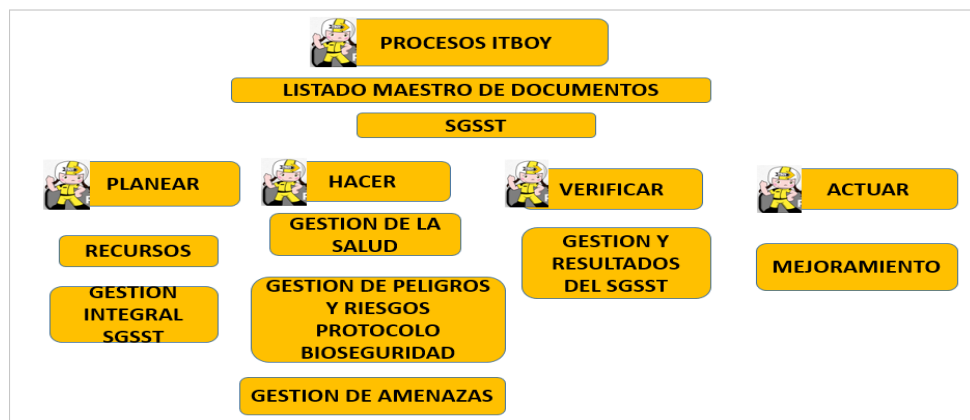 PROCESOS ITBOY
LISTADO MAESTRO DE DOCUMENTOS
SGSST
PLANEAR
HACER
VERIFICAR
ACTUAR
RECURSOS
GESTION
INTEGRAL
SGSST
GESTION DE LA
SALUD
GESTION DE PELIGROS
Y RIESGOS
PROTOCOLO
BIOSEGURIDAD
GESTION DE AMENAZAS
GESTION Y
RESULTADOS
DEL SGSST
MEJORAMIENTO